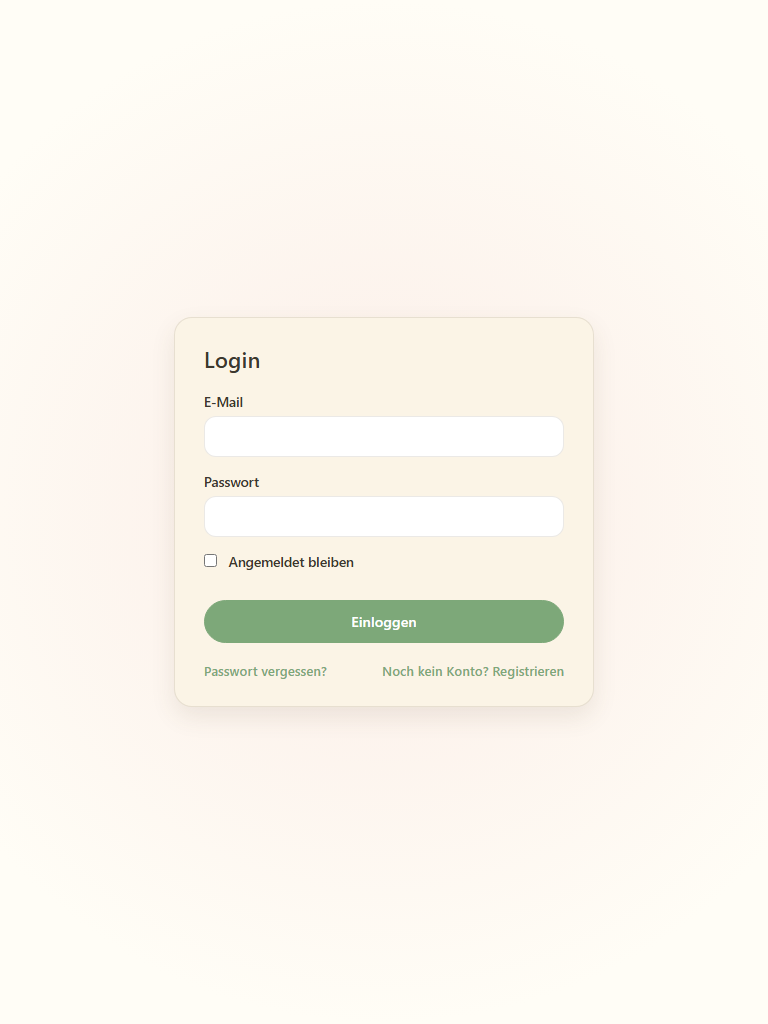 Login
E-Mail
Passwort
Angemeldet bleiben
Einloggen
Passwort vergessen? Noch kein Konto? Registrieren